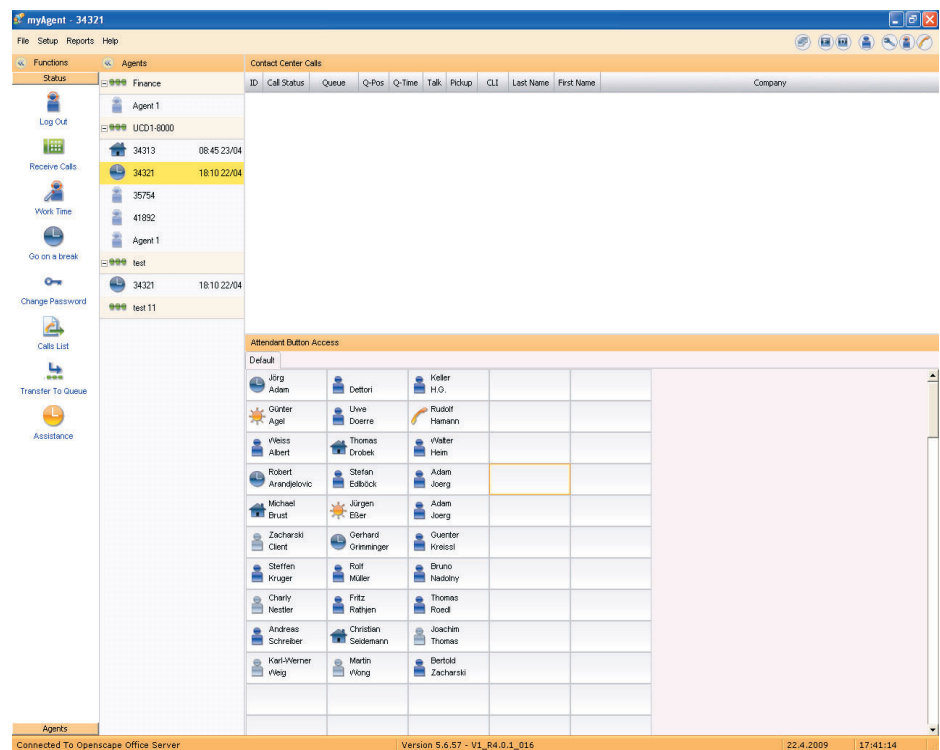 myAgent - 34321
File Setup Reports Help
Functions
Status
Log Out
Receive Calls
Work Time
Go on a break
Change Password
Calls List
Transfer To Queue
Assistance
Agents
Agents
Finance
Agent 1
UCD1-8000
34313 08:45 23/04
34321 18:10 22/04
35754
41892
Agent 1
test
34321 18:10 22/04
test 11
Contact Center Calls
ID Call Status Queue Q-Pos Q-Time Talk Pickup CLI Last Name First Name Company
Attendant Button Access
Default
Jörg
Adam
Dettori
Keller
H.G.
Günter
Agel
Uwe
Doerre
Rudolf
Hamann
Weiss
Albert
Thomas
Drobek
Walter
Heim
Robert
Arandjelovic
Stefan
Edlböck
Adam
Joerg
Michael
Brust
Jürgen
Eßer
Adam
Joerg
Zacharski
Client
Gerhard
Grimminger
Guenter
Kreissl
Steffen
Kruger
Rolf
Müller
Bruno
Nadolny
Charly
Nestler
Fritz
Rathjen
Thomas
Roedl
Andreas
Schreiber
Christian
Seidemann
Joachim
Thomas
Karl-Werner
Weig
Martin
Wong
Bertold
Zacharski
Connected To Openscape Office Server Version 5.6.57 - V1_R4.0.1_016 22.4.2009 17:41:14